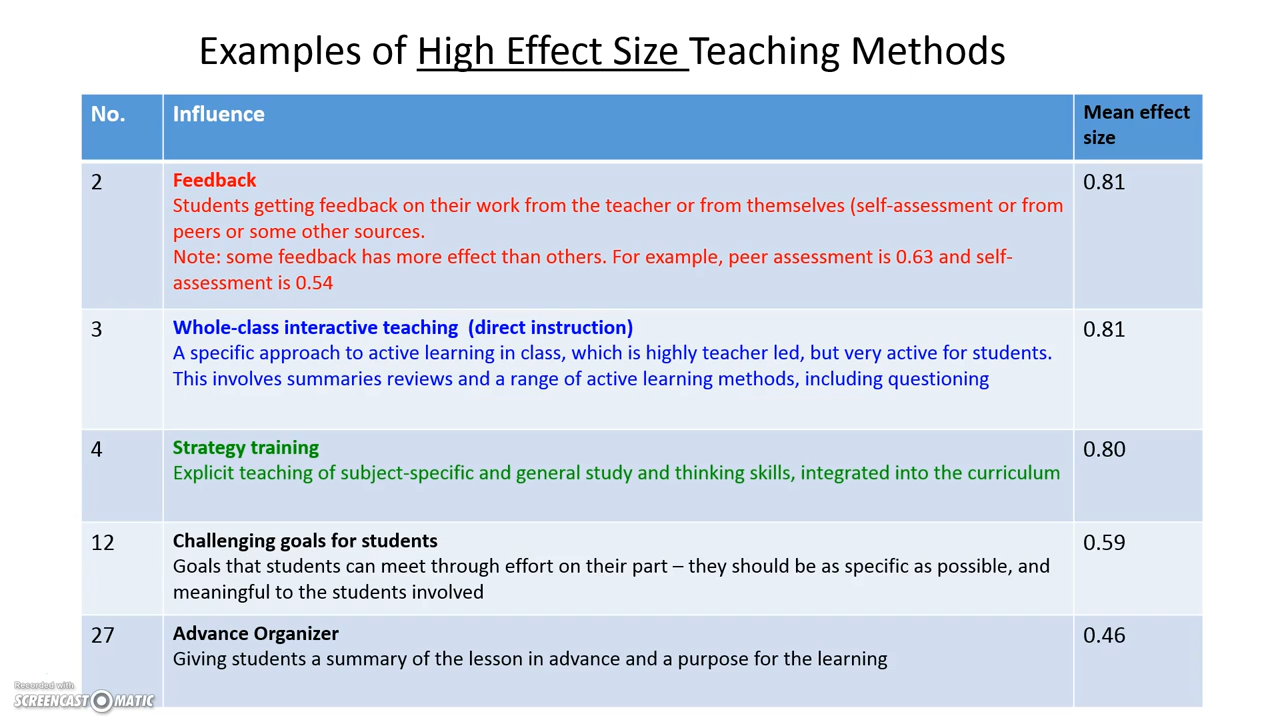 Examples of High Effect Size Teaching Methods
No.
Influence
Mean effect
size
2
Feedback
0.81
Students getting feedback on their work from the teacher or from themselves (self-assessment or from
peers or some other sources.
Note: some feedback has more effect than others. For example, peer assessment is 0.63 and self-
assessment is 0.54
3
Whole-class interactive teaching (direct instruction)
0.81
A specific approach to active learning in class, which is highly teacher led, but very active for students.
This involves summaries reviews and a range of active learning methods, including questioning
4
Strategy training
0.80
Explicit teaching of subject-specific and general study and thinking skills, integrated into the curriculum
12
Challenging goals for students
0.59
Goals that students can meet through effort on their part – they should be as specific as possible, and
meaningful to the students involved
27
Advance Organizer
0.46
Giving students a summary of the lesson in advance and a purpose for the learning
Recorded with
SCREENCAST MATIC